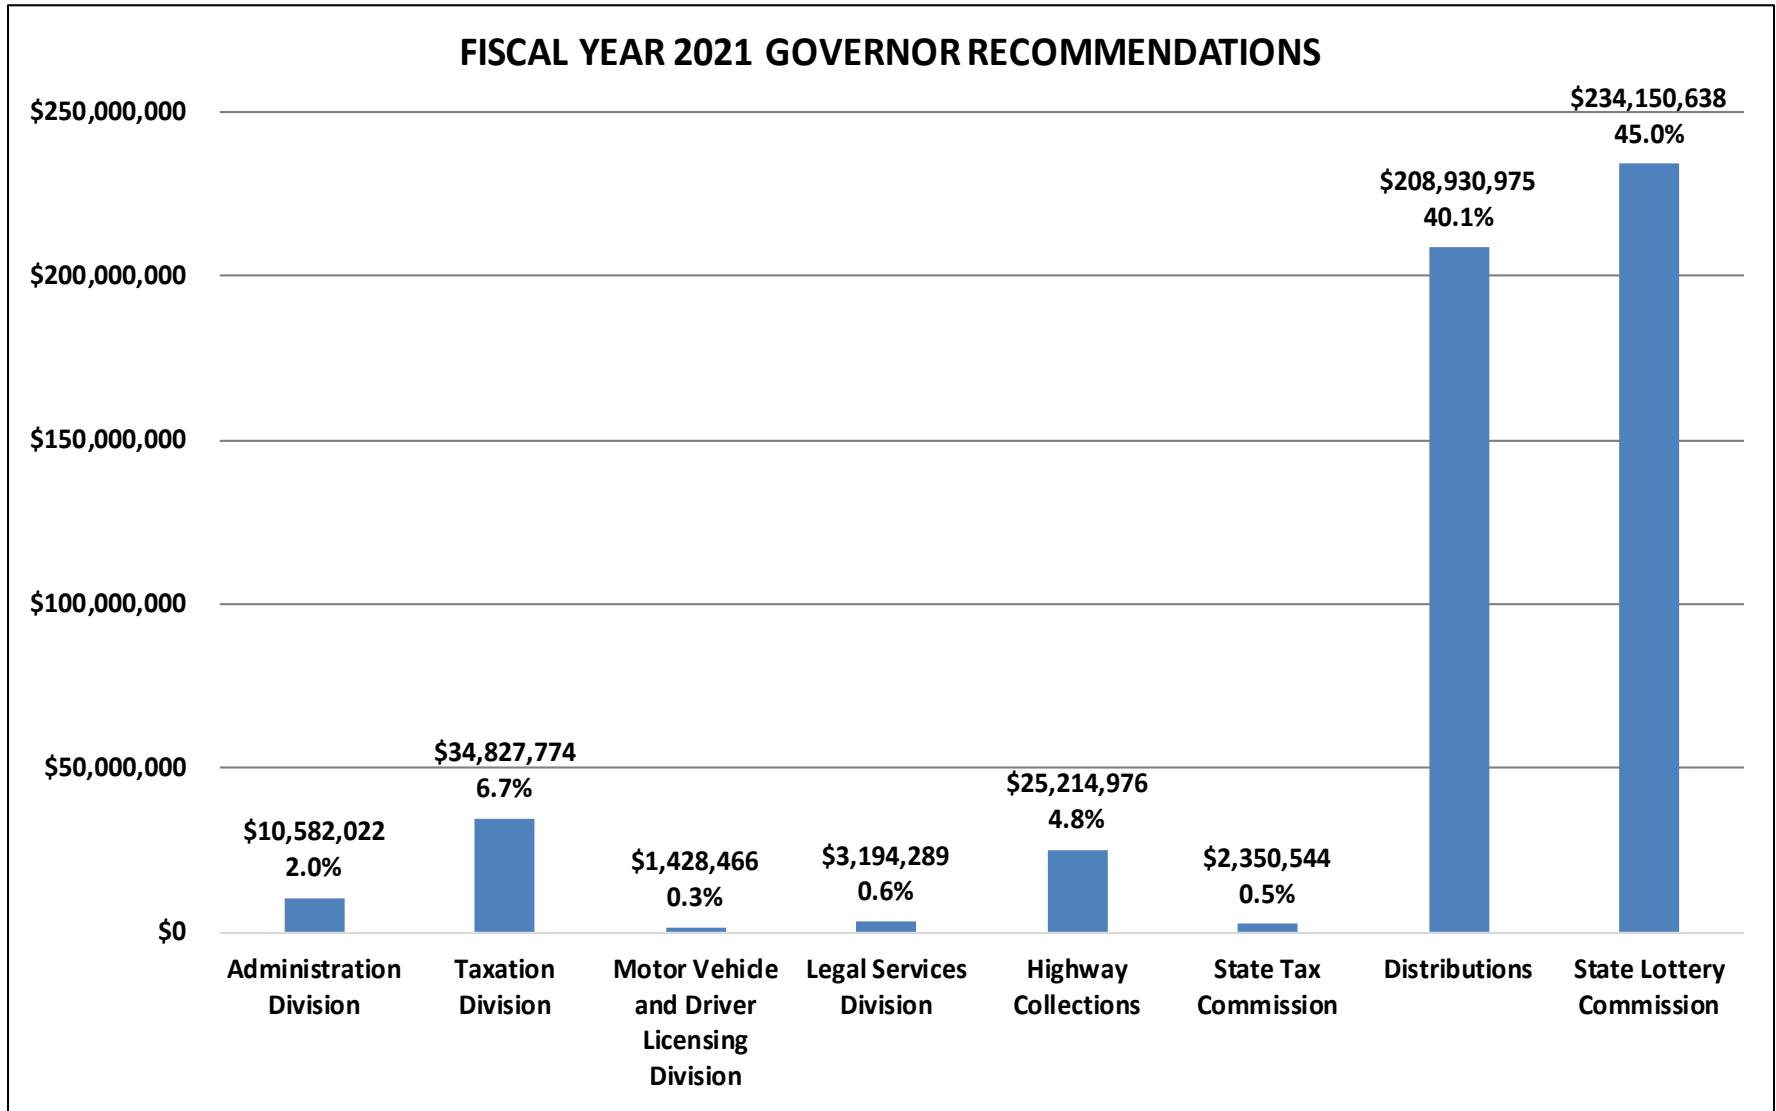 FISCAL YEAR 2021 GOVERNOR RECOMMENDATIONS
$250,000,000
$200,000,000
$150,000,000
$100,000,000
$50,000,000
$0
$10,582,022
2.0%
$34,827,774
6.7%
$1,428,466
0.3%
$3,194,289
0.6%
$25,214,976
4.8%
$2,350,544
0.5%
$208,930,975
40.1%
$234,150,638
45.0%
Administration
Division
Taxation
Division
Motor Vehicle
and Driver
Licensing
Division
Legal Services
Division
Highway
Collections
State Tax
Commission
Distributions
State Lottery
Commission